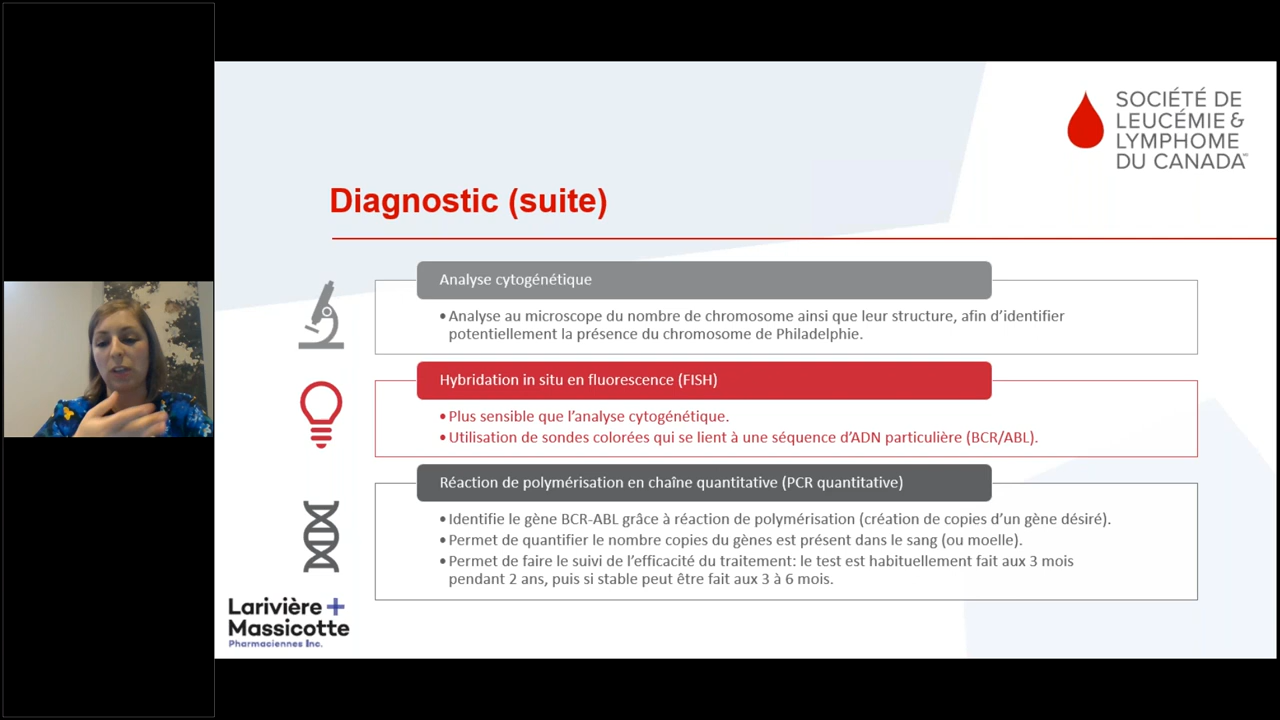 SOCIÉTÉ DE
LEUCÉMIE &
LYMPHOME
DU CANADA
Diagnostic (suite)
Analyse cytogénétique
• Analyse au microscope du nombre de chromosome ainsi que leur structure, afin d'identifier
potentiellement la présence du chromosome de Philadelphie.
Hybridation in situ en fluorescence (FISH)
• Plus sensible que l'analyse cytogénétique.
• Utilisation de sondes colorées qui se lient à une séquence d'ADN particulière (BCR/ABL).
Réaction de polymérisation en chaîne quantitative (PCR quantitative)
• Identifie le gène BCR-ABL grâce à réaction de polymérisation (création de copies d'un gène désiré).
• Permet de quantifier le nombre copies du gènes est présent dans le sang (ou moelle).
• Permet de faire le suivi de l'efficacité du traitement: le test est habituellement fait aux 3 mois
pendant 2 ans, puis si stable peut être fait aux 3 à 6 mois.
Larivière +
Massicotte
Pharmaciennes Inc.